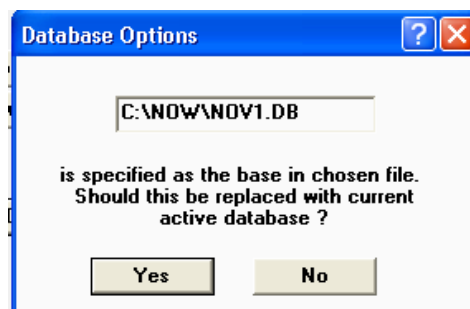 Database Options
C:\NOW\NOV1.DB
is specified as the base in chosen file.
Should this be replaced with current
active database ?
Yes
No